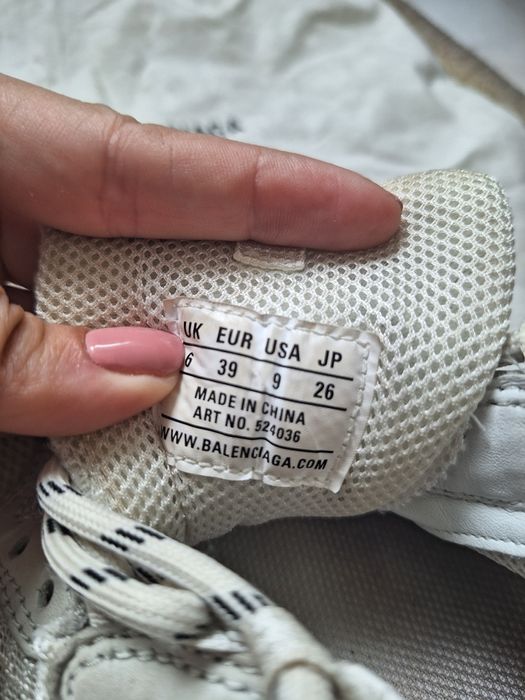 UK EUR USA JP
6 39 9 26
MADE IN CHINA
ART NO. 524036
WWW.BALENCIAGA.COM